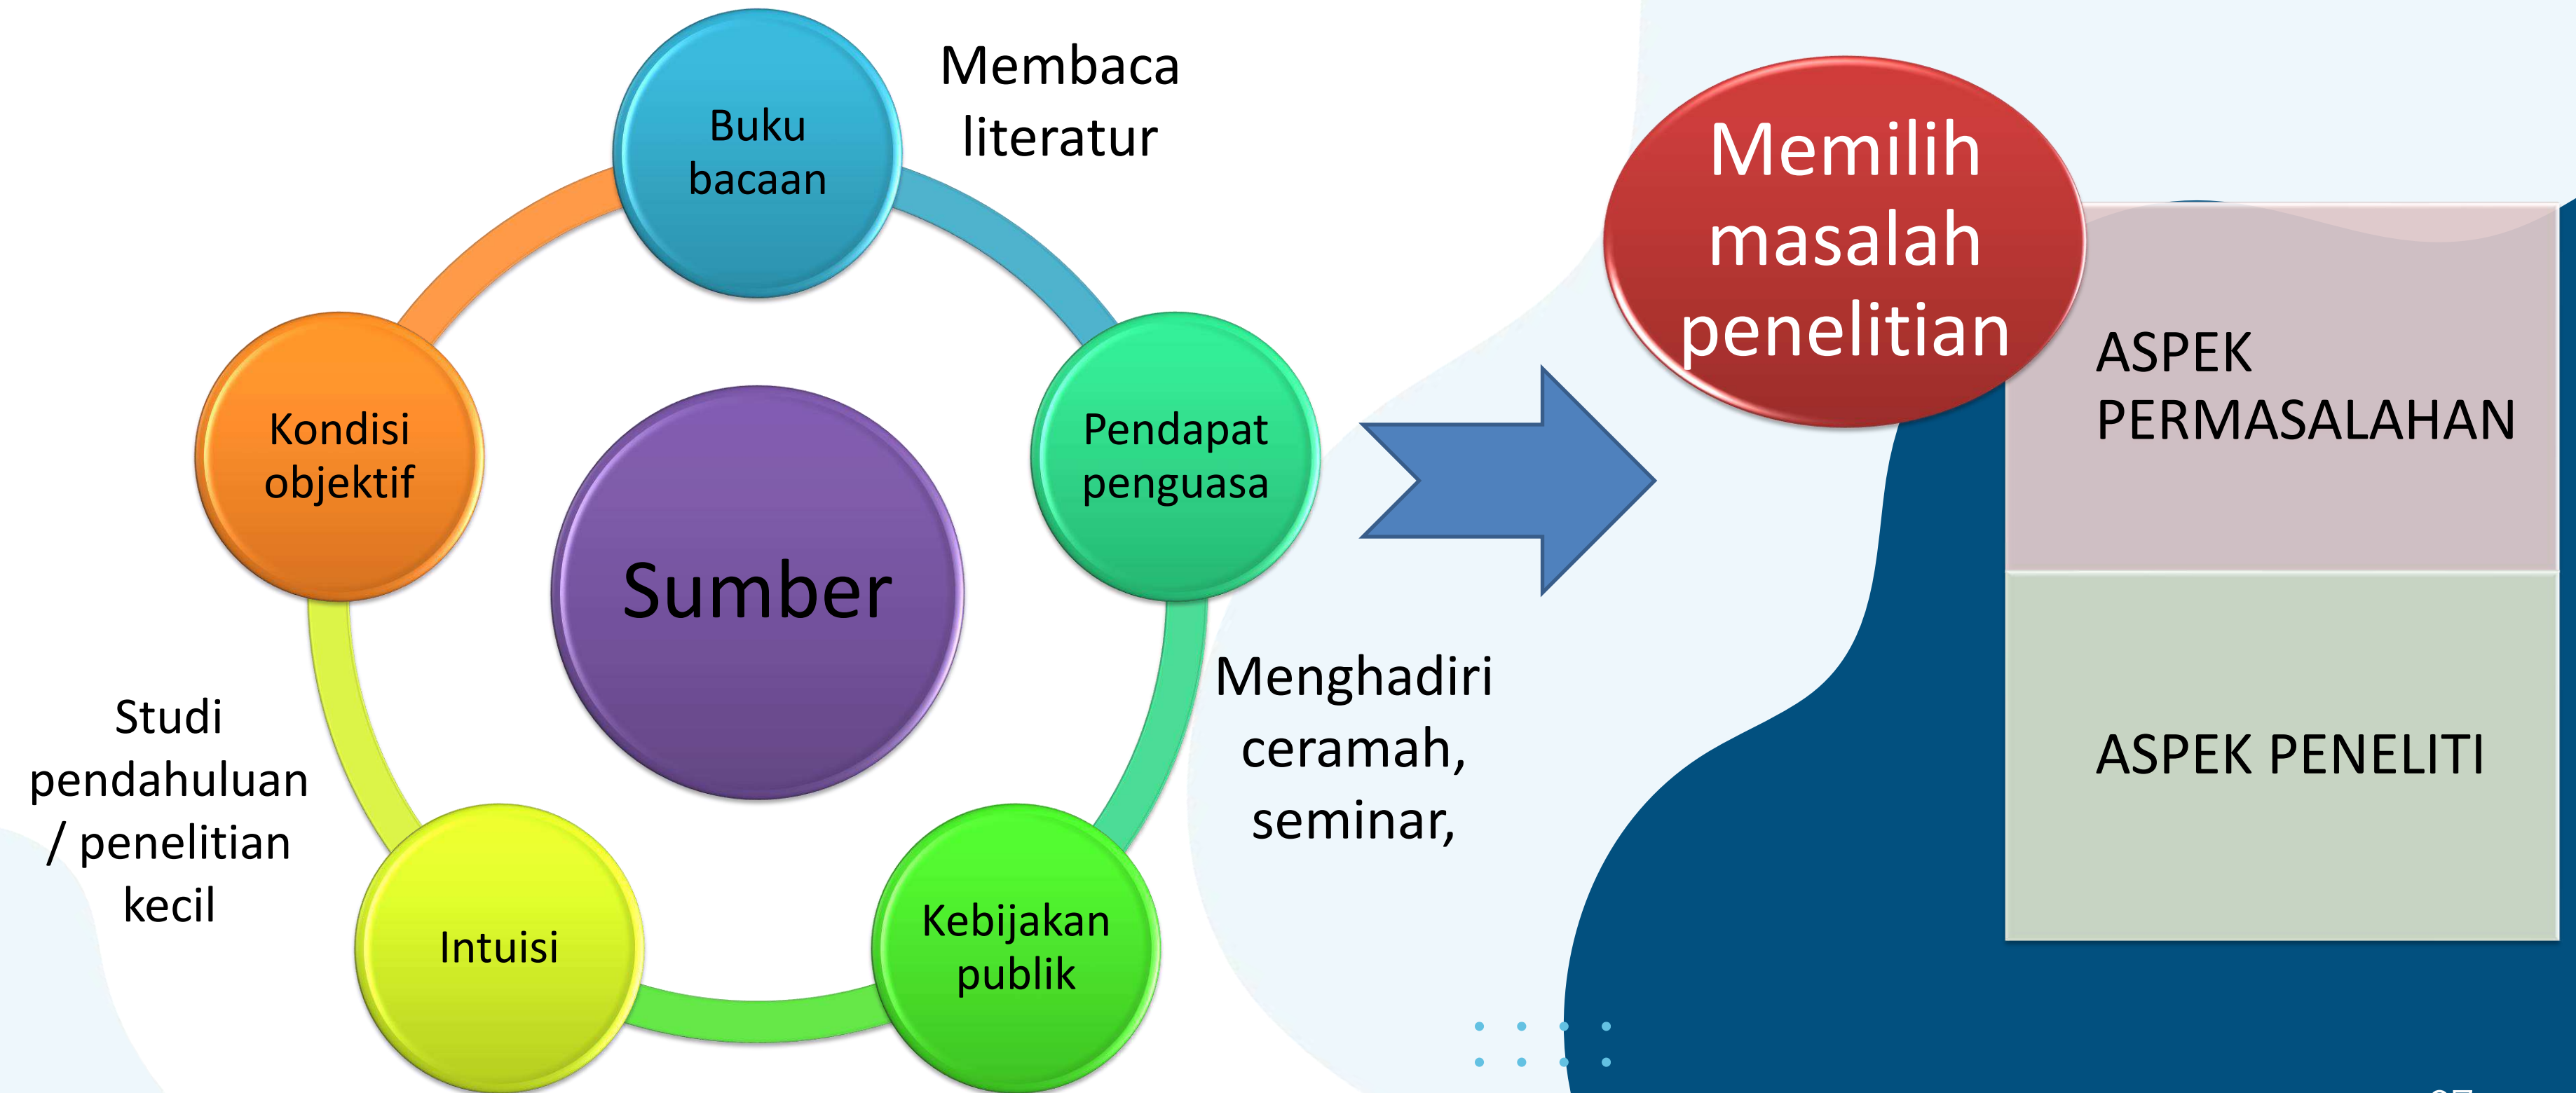 Buku
bacaan
Membaca
literatur
Kondisi
objektif
Pendapat
penguasa
Sumber
Studi
pendahuluan
/ penelitian
kecil
Menghadiri
ceramah,
seminar,
Intuisi
Kebijakan
publik
Memilih
masalah
penelitian
ASPEK
PERMASALAHAN
ASPEK PENELITI